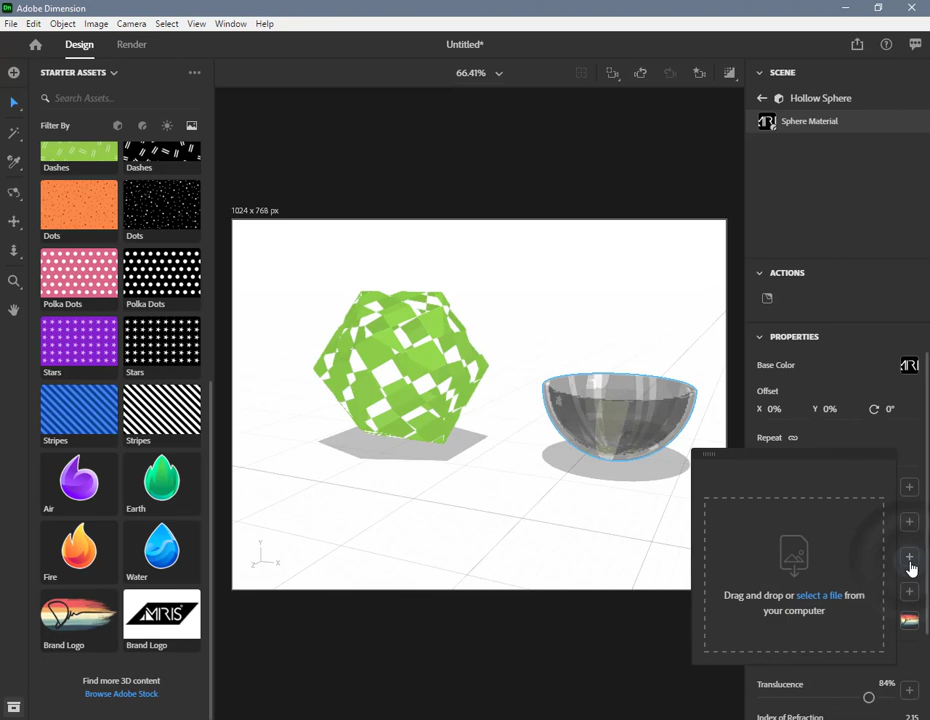 Dn Adobe Dimension
File Edit Object Image Camera Select View Window Help
Design Render Untitled*
STARTER ASSETS
66.41%
SCENE
Search Assets...
Hollow Sphere
Filter By
Sphere Material
Dashes Dashes
Dots Dots
1024 x 768 px
Polka Dots Polka Dots
ACTIONS
Stars Stars
PROPERTIES
Base Color
Offset
X 0% Y 0% 0°
Stripes Stripes
Repeat
Air Earth
Fire Water
Y
Z X
Drag and drop or select a file from
your computer
MRIS
Brand Logo Brand Logo
Find more 3D content
Browse Adobe Stock
Translucence 84%
Index of Refraction 2.15